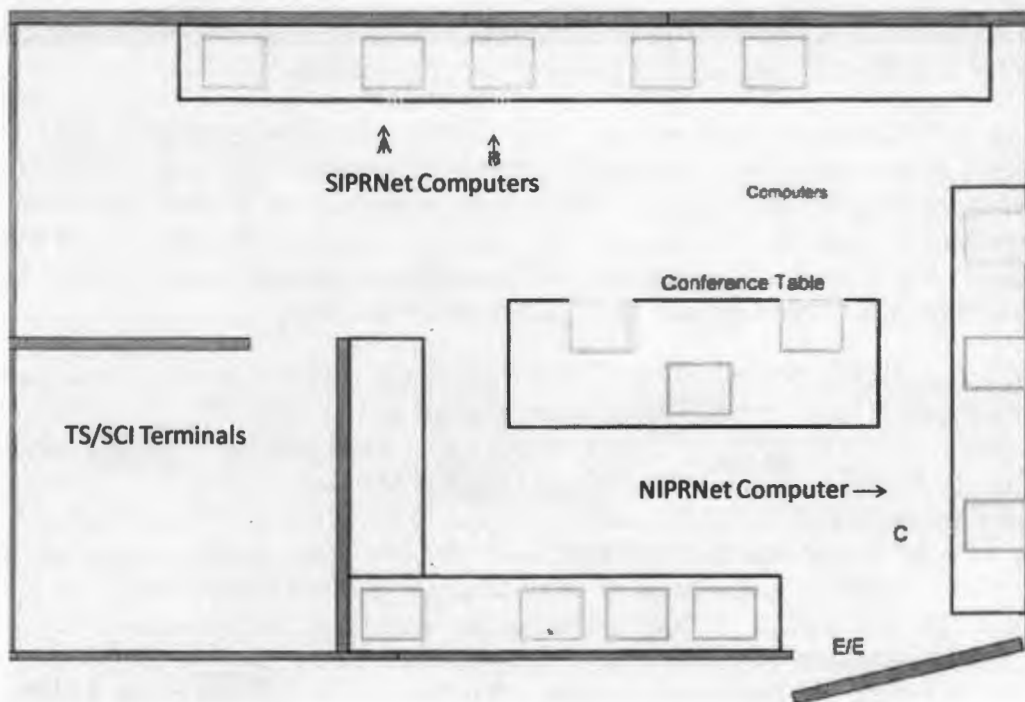 A
B
SIPRNet Computers
Computers
Conference Table
TS/SCI Terminals
NIPRNet Computer
C
E/E